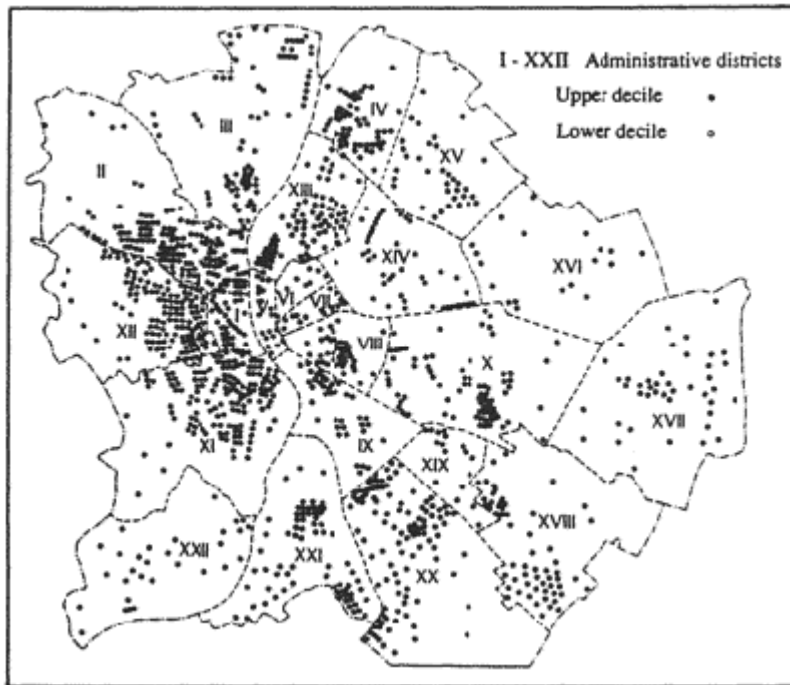 I - XXII Administrative districts
Upper decile
Lower decile
III
IV
II
XV
XIII
XIV
XVI
VI
VII
V
I
XII
VIII
X
XVII
XI
IX
XIX
XVIII
XXII
XXI
XX